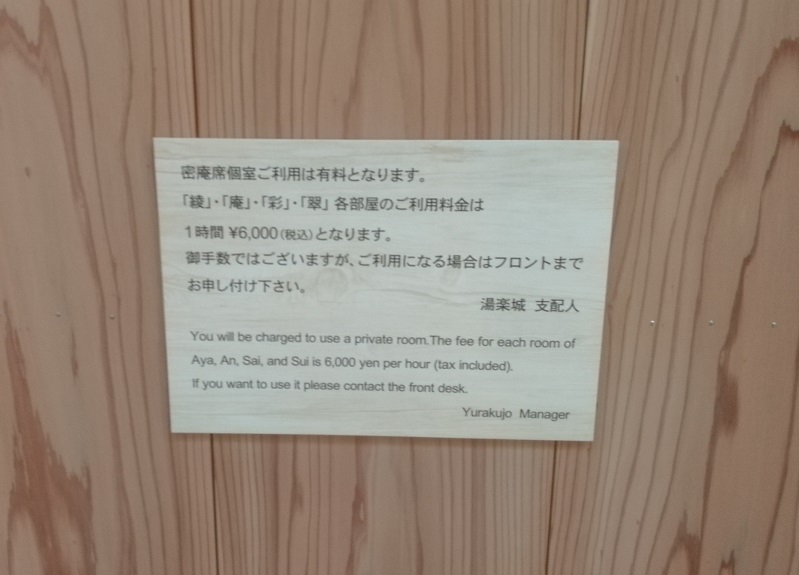 密庵席個室ご利用は有料となります。
「綾」・「庵」・「彩」・「翠」各部屋のご利用料金は
1時間 ¥6,000(税込)となります。
御手数ではございますが、ご利用になる場合はフロントまで
お申し付け下さい。
湯楽城 支配人
You will be charged to use a private room.The fee for each room of
Aya, An, Sai, and Sui is 6,000 yen per hour (tax included).
If you want to use it please contact the front desk.
Yurakujo Manager